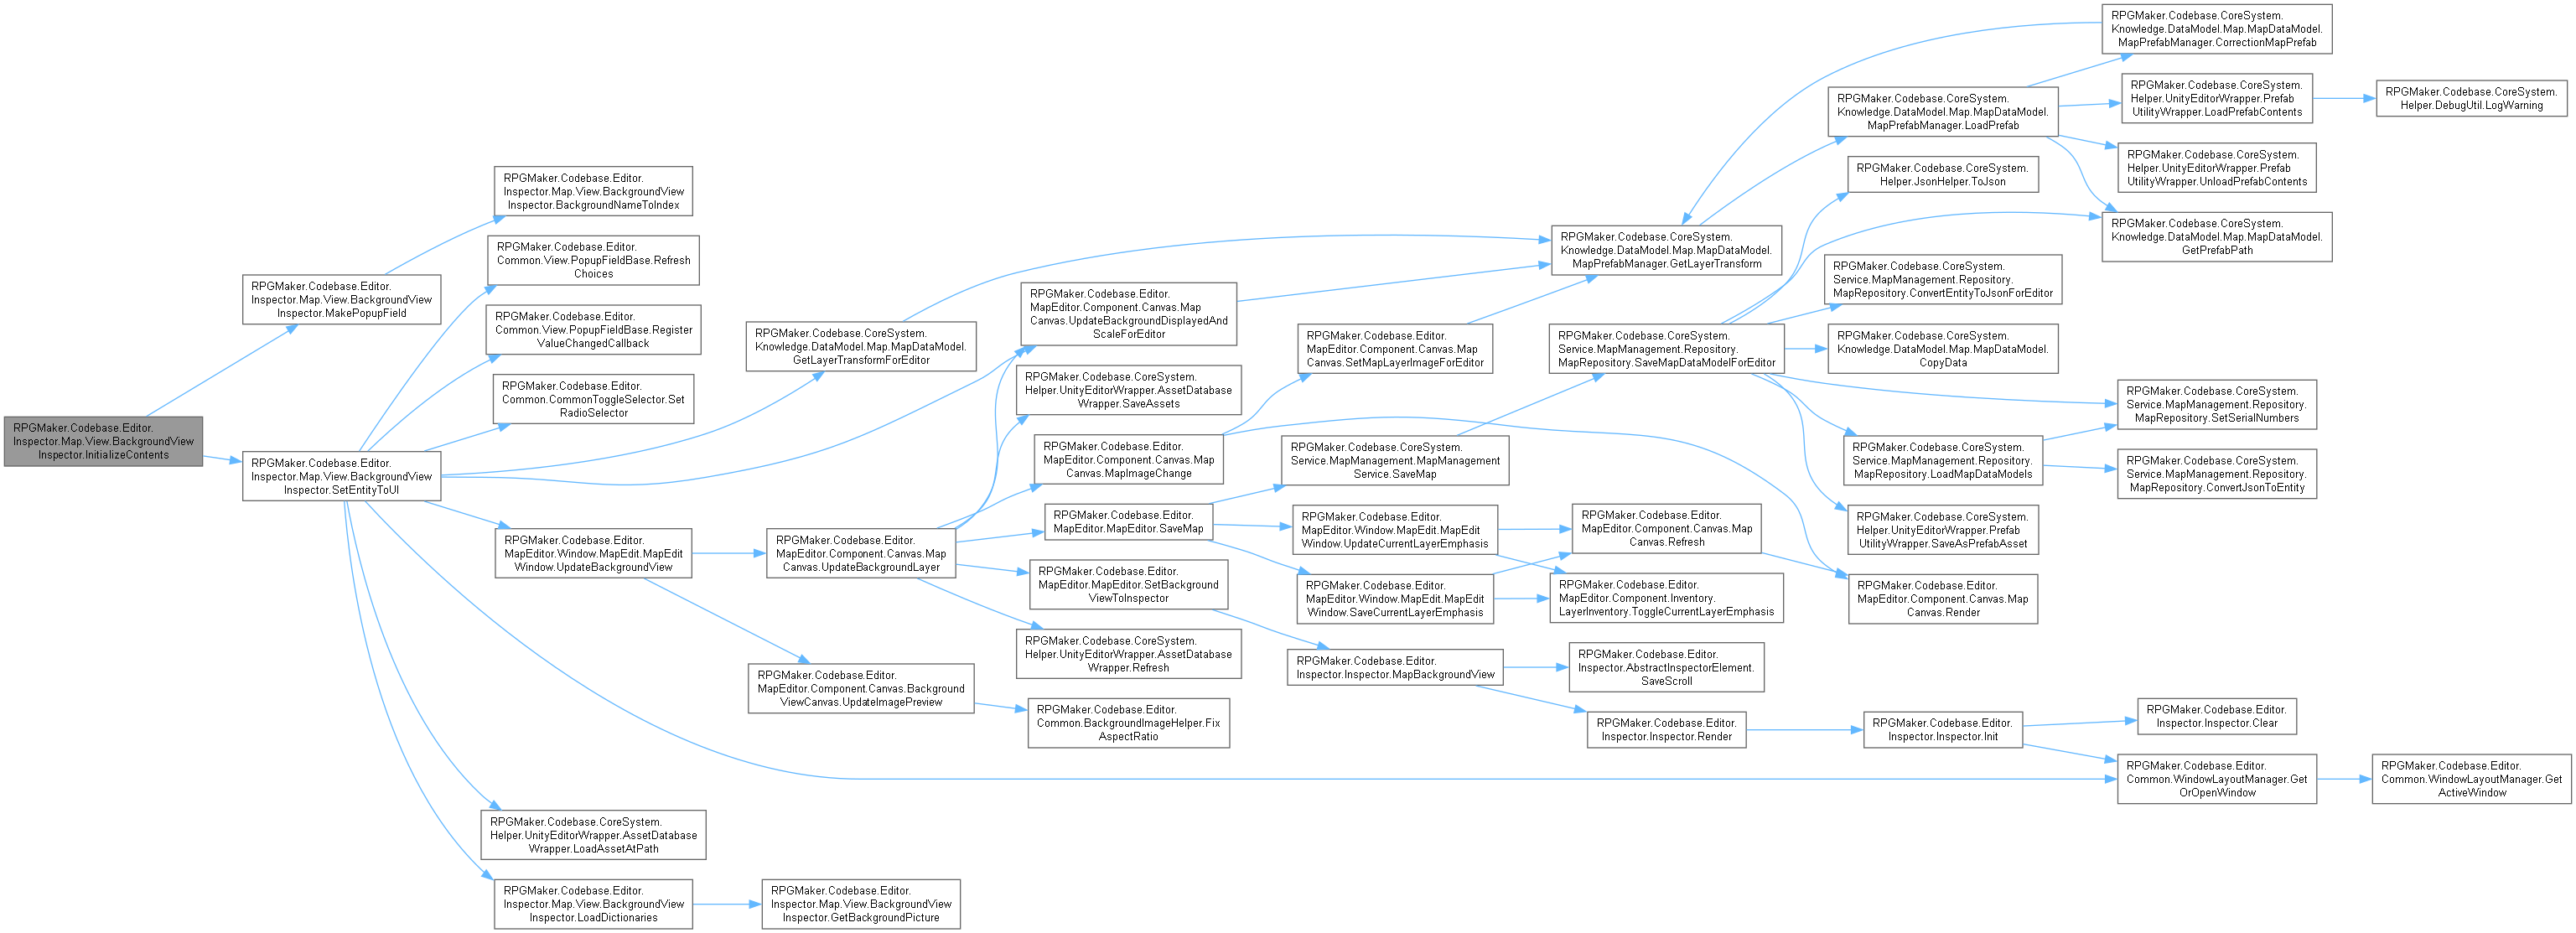 RPGMaker.Codebase.Editor.
Inspector.Map.View.BackgroundView
Inspector.InitializeContents
RPGMaker.Codebase.Editor.
Inspector.Map.View.BackgroundView
Inspector.MakePopupField
RPGMaker.Codebase.Editor.
Inspector.Map.View.BackgroundView
Inspector.SetEntityToUI
RPGMaker.Codebase.Editor.
Inspector.Map.View.BackgroundView
Inspector.BackgroundNameToIndex
RPGMaker.Codebase.Editor.
Common.View.PopupFieldBase.Refresh
Choices
RPGMaker.Codebase.Editor.
Common.View.PopupFieldBase.Register
ValueChangedCallback
RPGMaker.Codebase.Editor.
Common.CommonToggleSelector.Set
RadioSelector
RPGMaker.Codebase.Editor.
MapEditor.Window.MapEdit.MapEdit
Window.UpdateBackgroundView
RPGMaker.Codebase.CoreSystem.
Helper.UnityEditorWrapper.AssetDatabase
Wrapper.LoadAssetAtPath
RPGMaker.Codebase.Editor.
Inspector.Map.View.BackgroundView
Inspector.LoadDictionaries
RPGMaker.Codebase.CoreSystem.
Knowledge.DataModel.Map.MapDataModel.
GetLayerTransformForEditor
RPGMaker.Codebase.Editor.
MapEditor.Component.Canvas.Map
Canvas.UpdateBackgroundLayer
RPGMaker.Codebase.Editor.
MapEditor.Component.Canvas.Background
ViewCanvas.UpdateImagePreview
RPGMaker.Codebase.Editor.
Inspector.Map.View.BackgroundView
Inspector.GetBackgroundPicture
RPGMaker.Codebase.Editor.
MapEditor.Component.Canvas.Map
Canvas.UpdateBackgroundDisplayedAnd
ScaleForEditor
RPGMaker.Codebase.CoreSystem.
Helper.UnityEditorWrapper.AssetDatabase
Wrapper.SaveAssets
RPGMaker.Codebase.Editor.
MapEditor.Component.Canvas.Map
Canvas.MapImageChange
RPGMaker.Codebase.Editor.
MapEditor.MapEditor.SaveMap
RPGMaker.Codebase.Editor.
MapEditor.MapEditor.SetBackground
ViewToInspector
RPGMaker.Codebase.CoreSystem.
Helper.UnityEditorWrapper.AssetDatabase
Wrapper.Refresh
RPGMaker.Codebase.Editor.
Common.BackgroundImageHelper.Fix
AspectRatio
RPGMaker.Codebase.Editor.
MapEditor.Component.Canvas.Map
Canvas.SetMapLayerImageForEditor
RPGMaker.Codebase.CoreSystem.
Service.MapManagement.MapManagement
Service.SaveMap
RPGMaker.Codebase.Editor.
MapEditor.Window.MapEdit.MapEdit
Window.UpdateCurrentLayerEmphasis
RPGMaker.Codebase.Editor.
MapEditor.Window.MapEdit.MapEdit
Window.SaveCurrentLayerEmphasis
RPGMaker.Codebase.Editor.
Inspector.Inspector.MapBackgroundView
RPGMaker.Codebase.CoreSystem.
Knowledge.DataModel.Map.MapDataModel.
MapPrefabManager.GetLayerTransform
RPGMaker.Codebase.CoreSystem.
Service.MapManagement.Repository.
MapRepository.SaveMapDataModelForEditor
RPGMaker.Codebase.Editor.
MapEditor.Component.Canvas.Map
Canvas.Refresh
RPGMaker.Codebase.Editor.
MapEditor.Component.Inventory.
LayerInventory.ToggleCurrentLayerEmphasis
RPGMaker.Codebase.Editor.
Inspector.AbstractInspectorElement.
SaveScroll
RPGMaker.Codebase.Editor.
Inspector.Inspector.Render
RPGMaker.Codebase.CoreSystem.
Knowledge.DataModel.Map.MapDataModel.
MapPrefabManager.LoadPrefab
RPGMaker.Codebase.CoreSystem.
Helper.JsonHelper.ToJson
RPGMaker.Codebase.CoreSystem.
Service.MapManagement.Repository.
MapRepository.ConvertEntityToJsonForEditor
RPGMaker.Codebase.CoreSystem.
Knowledge.DataModel.Map.MapDataModel.
CopyData
RPGMaker.Codebase.CoreSystem.
Service.MapManagement.Repository.
MapRepository.LoadMapDataModels
RPGMaker.Codebase.CoreSystem.
Helper.UnityEditorWrapper.Prefab
UtilityWrapper.SaveAsPrefabAsset
RPGMaker.Codebase.Editor.
MapEditor.Component.Canvas.Map
Canvas.Render
RPGMaker.Codebase.Editor.
Inspector.Inspector.Init
RPGMaker.Codebase.CoreSystem.
Knowledge.DataModel.Map.MapDataModel.
MapPrefabManager.CorrectionMapPrefab
RPGMaker.Codebase.CoreSystem.
Helper.UnityEditorWrapper.Prefab
UtilityWrapper.LoadPrefabContents
RPGMaker.Codebase.CoreSystem.
Helper.UnityEditorWrapper.Prefab
UtilityWrapper.UnloadPrefabContents
RPGMaker.Codebase.CoreSystem.
Knowledge.DataModel.Map.MapDataModel.
GetPrefabPath
RPGMaker.Codebase.CoreSystem.
Service.MapManagement.Repository.
MapRepository.SetSerialNumbers
RPGMaker.Codebase.CoreSystem.
Service.MapManagement.Repository.
MapRepository.ConvertJsonToEntity
RPGMaker.Codebase.Editor.
Inspector.Inspector.Clear
RPGMaker.Codebase.Editor.
Common.WindowLayoutManager.Get
OrOpenWindow
RPGMaker.Codebase.CoreSystem.
Helper.DebugUtil.LogWarning
RPGMaker.Codebase.Editor.
Common.WindowLayoutManager.Get
ActiveWindow